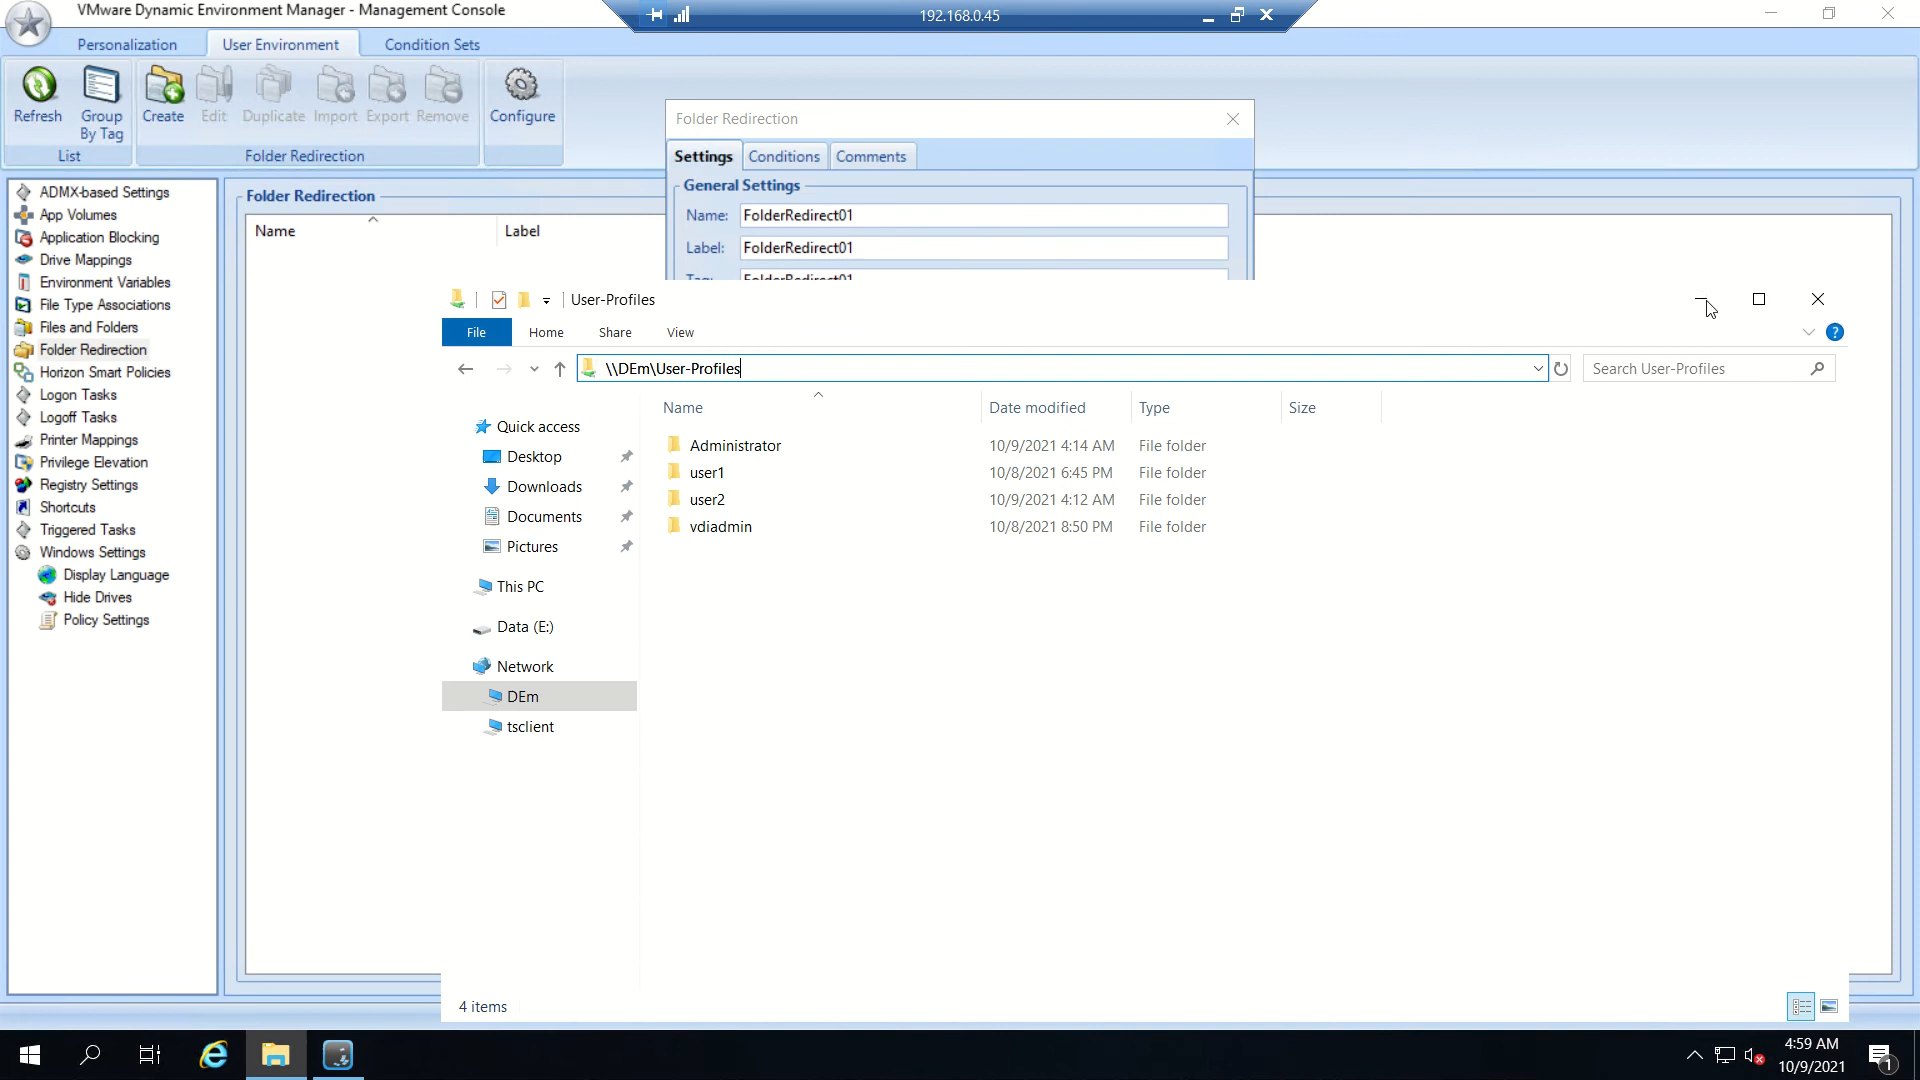 VMware Dynamic Environment Manager - Management Console
192.168.0.45
Personalization
User Environment
Condition Sets
Refresh
Group By Tag
Create
Edit
Duplicate
Import
Export
Remove
Configure
List
Folder Redirection
ADMX-based Settings
App Volumes
Application Blocking
Drive Mappings
Environment Variables
File Type Associations
Files and Folders
Folder Redirection
Horizon Smart Policies
Logon Tasks
Logoff Tasks
Printer Mappings
Privilege Elevation
Registry Settings
Shortcuts
Triggered Tasks
Windows Settings
Display Language
Hide Drives
Policy Settings
Folder Redirection
Name
Label
Folder Redirection
Settings
Conditions
Comments
General Settings
Name: FolderRedirect01
Label: FolderRedirect01
Tag: FolderRedirect01
User-Profiles
File
Home
Share
View
\\DEm\User-Profiles
Search User-Profiles
Quick access
Desktop
Downloads
Documents
Pictures
This PC
Data (E:)
Network
DEm
tsclient
Name Date modified Type Size
Administrator 10/9/2021 4:14 AM File folder
user1 10/8/2021 6:45 PM File folder
user2 10/9/2021 4:12 AM File folder
vdiadmin 10/8/2021 8:50 PM File folder
4 items
4:59 AM
10/9/2021
1